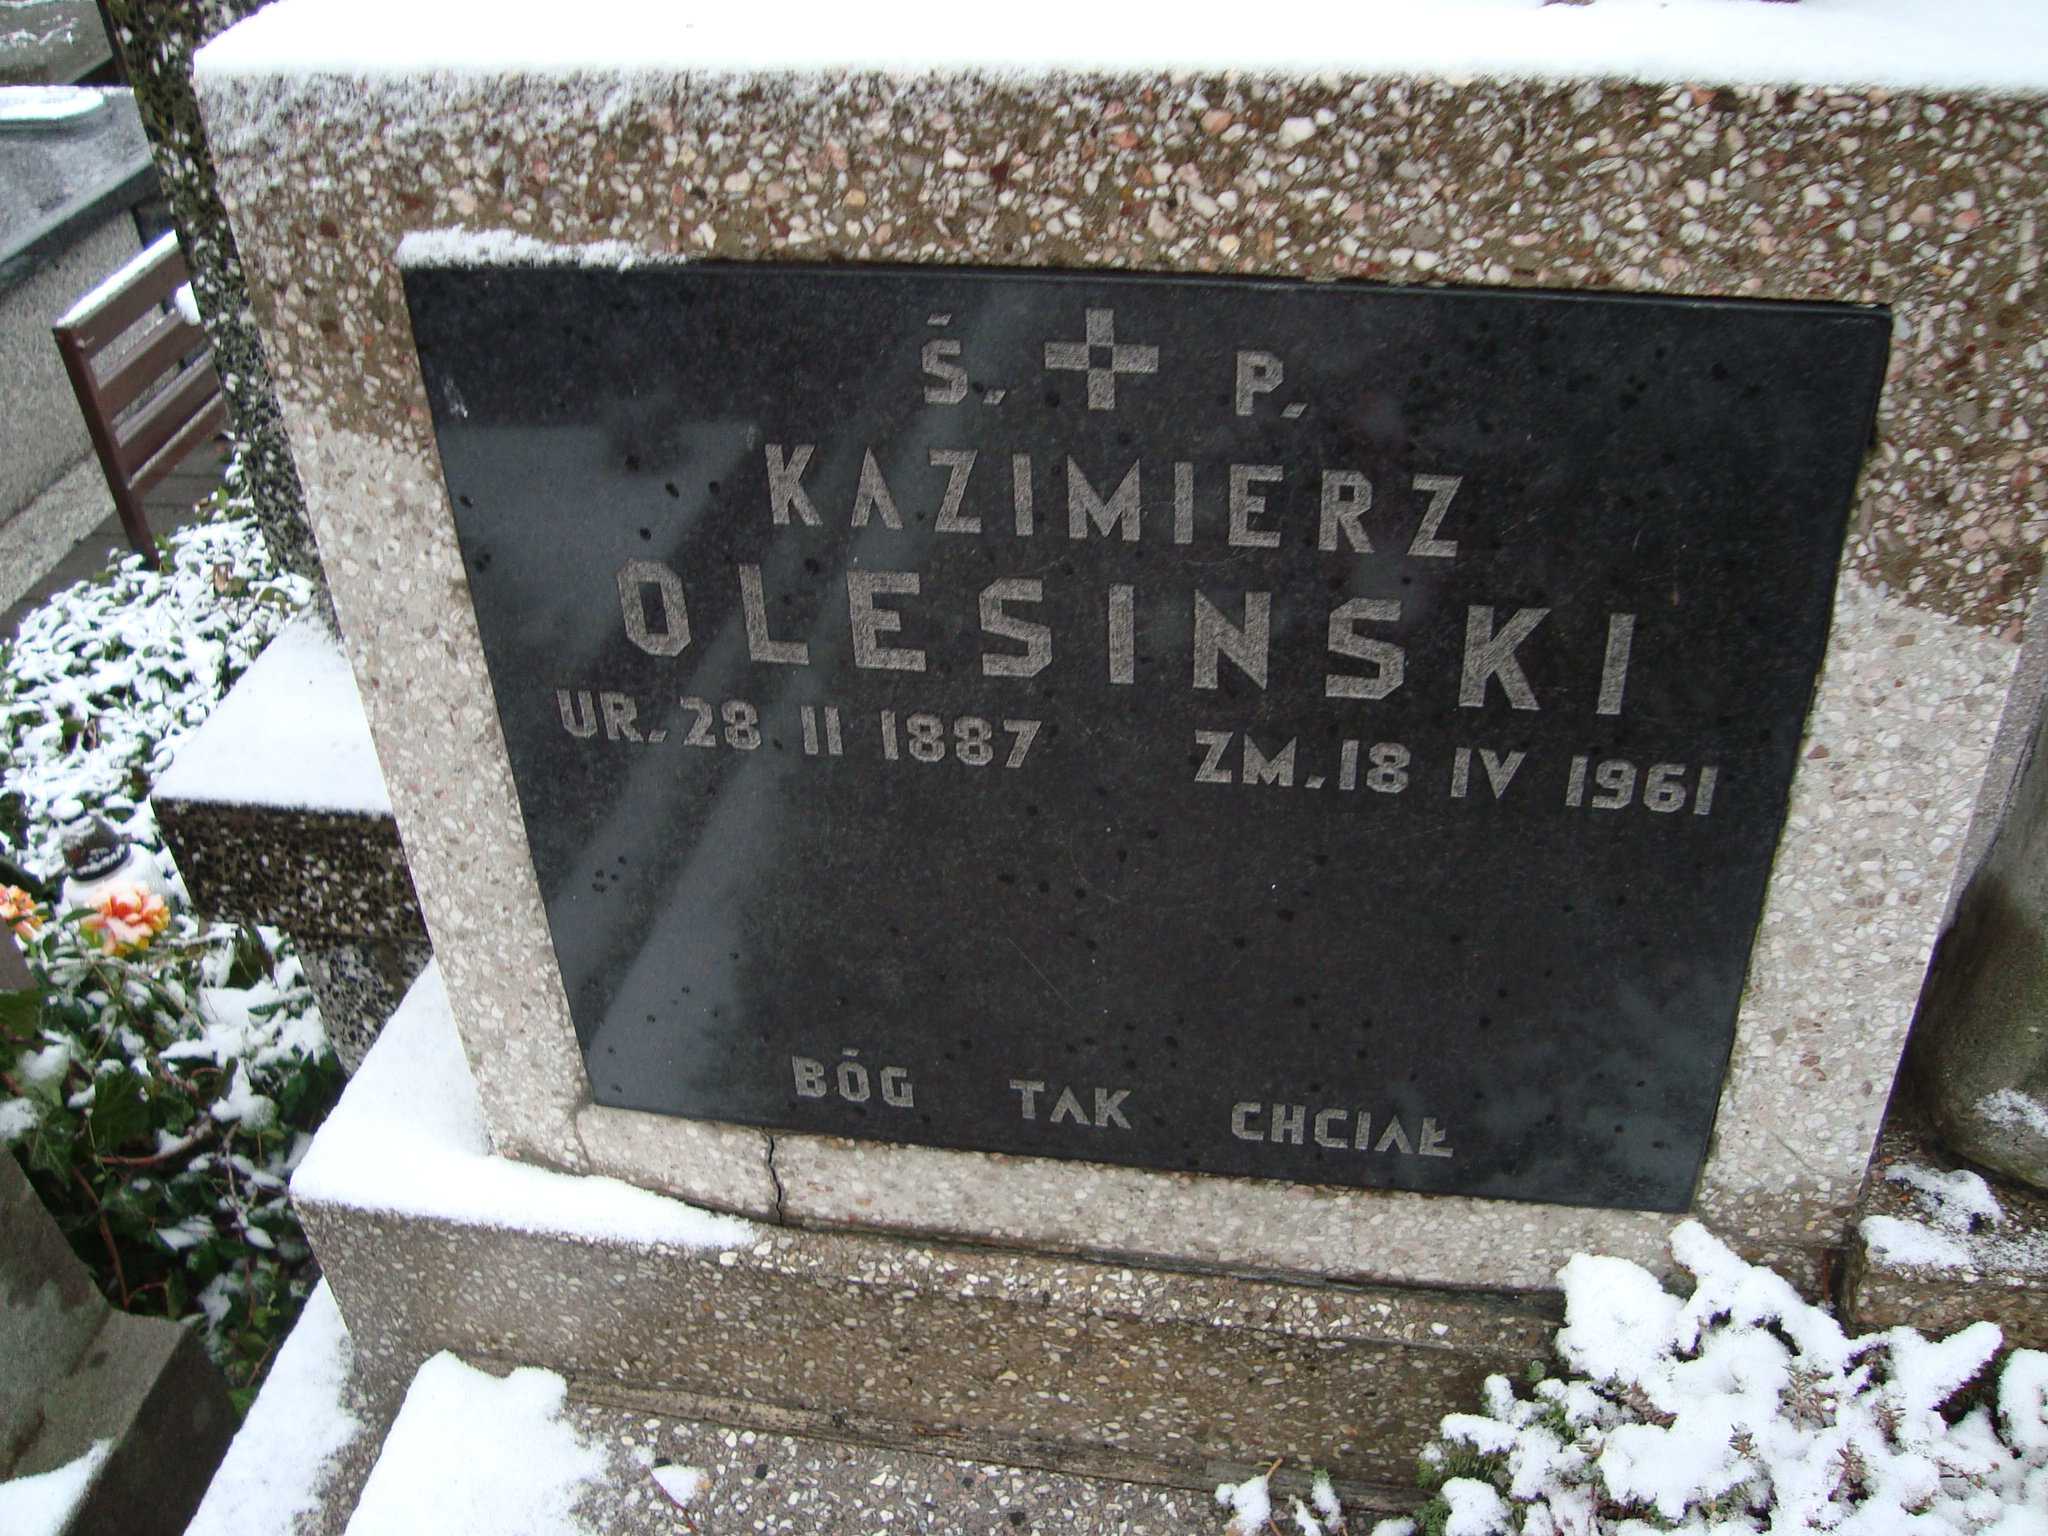 Ś. P.
KAZIMIERZ
OLESINSKI
UR. 28 II 1887 ZM. 18 IV 1961
BÓG TAK CHCIAŁ